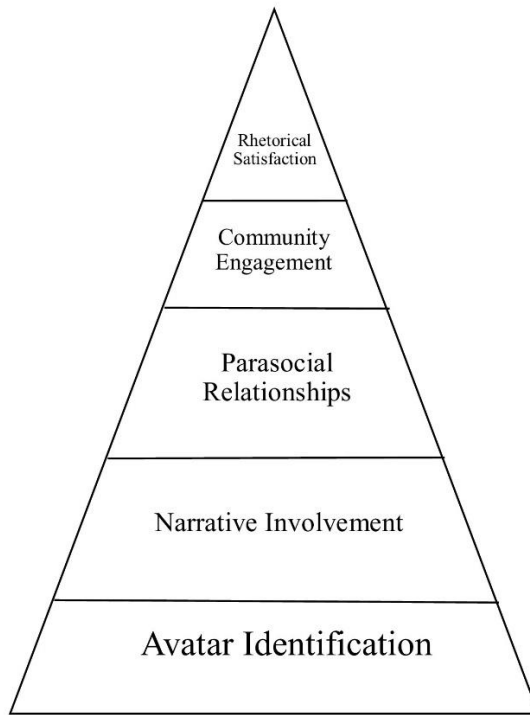 Rhetorical
Satisfaction
Community
Engagement
Parasocial
Relationships
Narrative Involvement
Avatar Identification